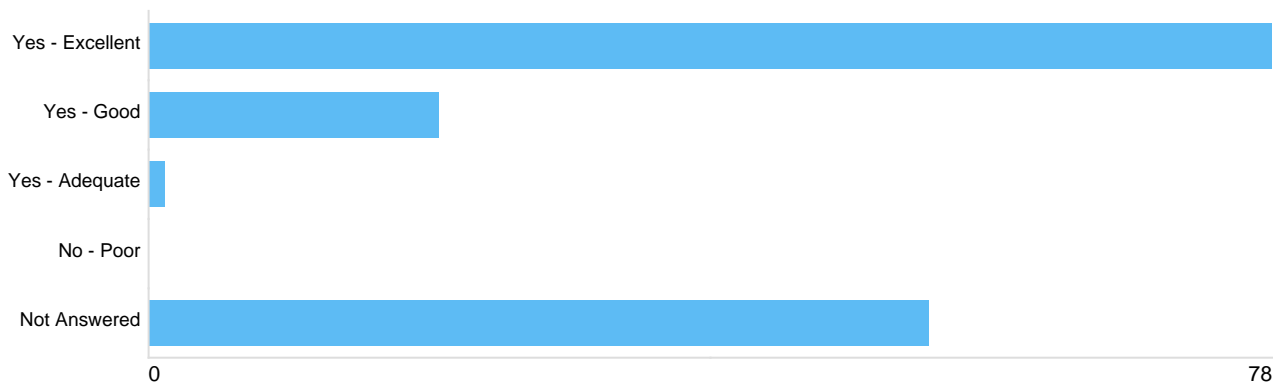 Yes - Excellent
Yes - Good
Yes - Adequate
No - Poor
Not Answered
0 78